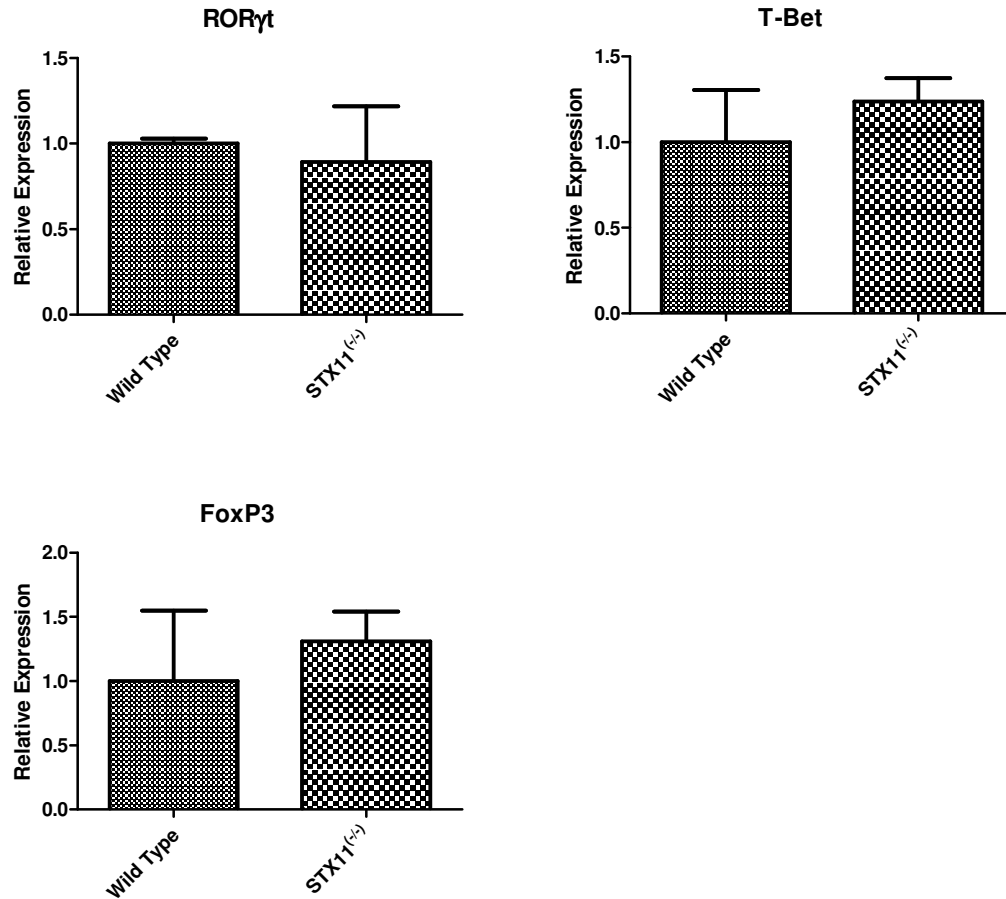 RORγt
Relative Expression
1.5
1.0
0.5
0.0
Wild Type
STX11(-/-)
T-Bet
Relative Expression
1.5
1.0
0.5
0.0
Wild Type
STX11(-/-)
FoxP3
Relative Expression
2.0
1.5
1.0
0.5
0.0
Wild Type
STX11(-/-)